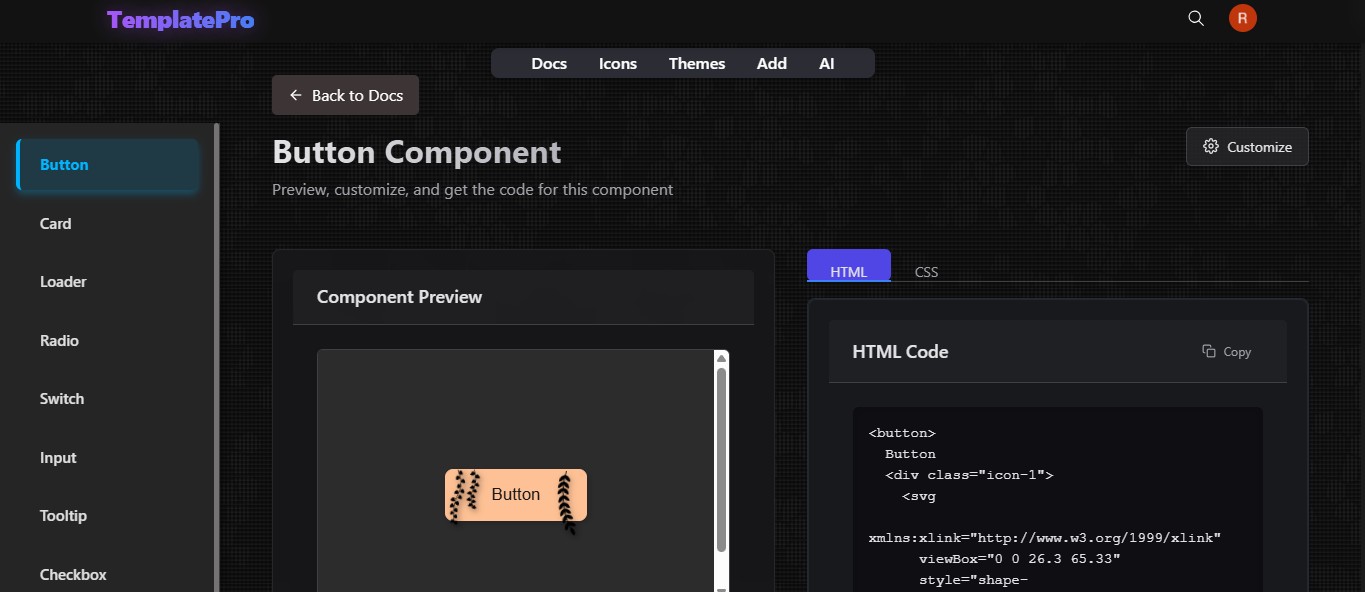 TemplatePro
R
Docs Icons Themes Add AI
Back to Docs
Button Component
Customize
Preview, customize, and get the code for this component
Button
Card
Loader
Radio
Switch
Input
Tooltip
Checkbox
Component Preview
Button
HTML CSS
HTML Code
Copy
<button>
  Button
  <div class="icon-1">
    <svg
xmlns:xlink="http://www.w3.org/1999/xlink"
      viewBox="0 0 26.3 65.33"
      style="shape-